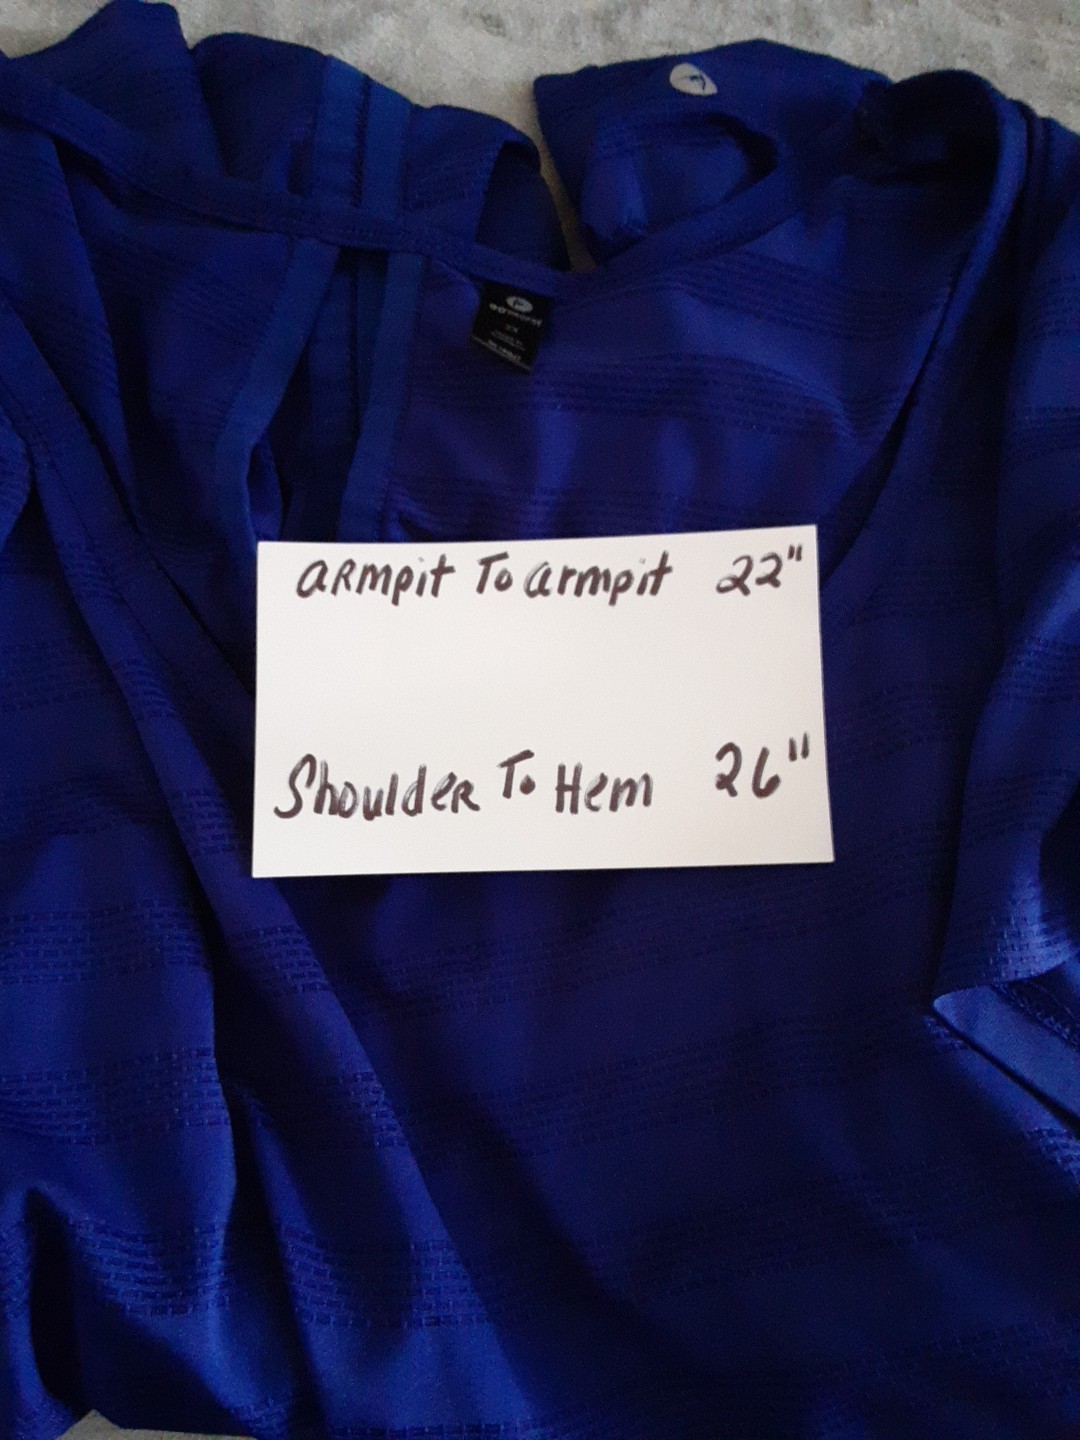 aRmpit To armpit 22"
ShouldeR To Hem 26"